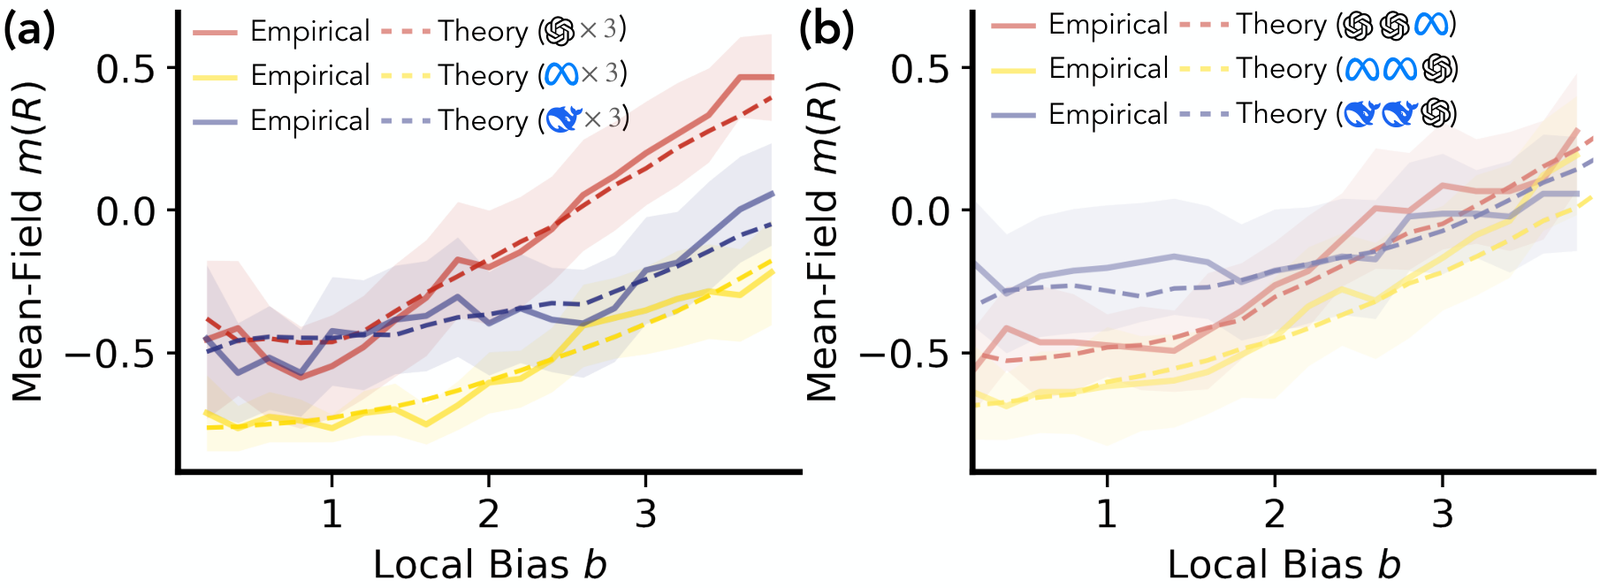 (a)
Empirical Theory ( × 3)
Empirical Theory ( × 3)
Empirical Theory ( × 3)
Mean-Field m(R)
0.5
0.0
−0.5
1 2 3
Local Bias b
(b)
Empirical Theory ( )
Empirical Theory ( )
Empirical Theory ( )
Mean-Field m(R)
0.5
0.0
−0.5
1 2 3
Local Bias b